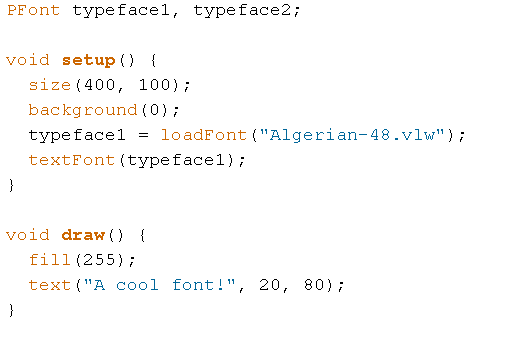 PFont typeface1, typeface2;

void setup() {
  size(400, 100);
  background(0);
  typeface1 = loadFont("Algerian-48.vlw");
  textFont(typeface1);
}

void draw() {
  fill(255);
  text("A cool font!", 20, 80);
}